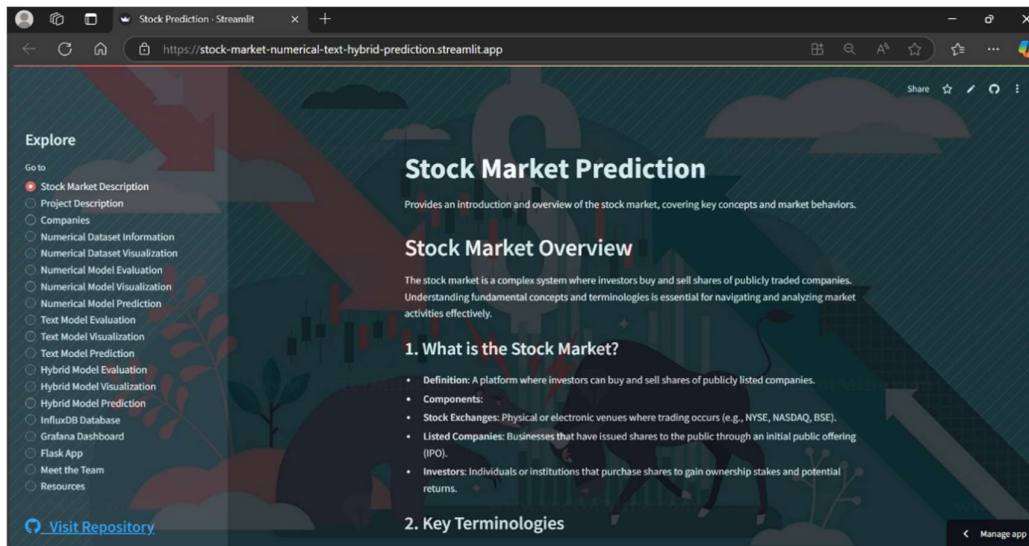 Stock Prediction · Streamlit
https://stock-market-numerical-text-hybrid-prediction.streamlit.app
Share
Explore
Go to
Stock Market Description
Project Description
Companies
Numerical Dataset Information
Numerical Dataset Visualization
Numerical Model Evaluation
Numerical Model Visualization
Numerical Model Prediction
Text Model Evaluation
Text Model Visualization
Text Model Prediction
Hybrid Model Evaluation
Hybrid Model Visualization
Hybrid Model Prediction
InfluxDB Database
Grafana Dashboard
Flask App
Meet the Team
Resources
Visit Repository
Stock Market Prediction
Provides an introduction and overview of the stock market, covering key concepts and market behaviors.
Stock Market Overview
The stock market is a complex system where investors buy and sell shares of publicly traded companies.
Understanding fundamental concepts and terminologies is essential for navigating and analyzing market
activities effectively.
1. What is the Stock Market?
• Definition: A platform where investors can buy and sell shares of publicly listed companies.
• Components:
• Stock Exchanges: Physical or electronic venues where trading occurs (e.g., NYSE, NASDAQ, BSE).
• Listed Companies: Businesses that have issued shares to the public through an initial public offering
(IPO).
• Investors: Individuals or institutions that purchase shares to gain ownership stakes and potential
returns.
2. Key Terminologies
Manage app